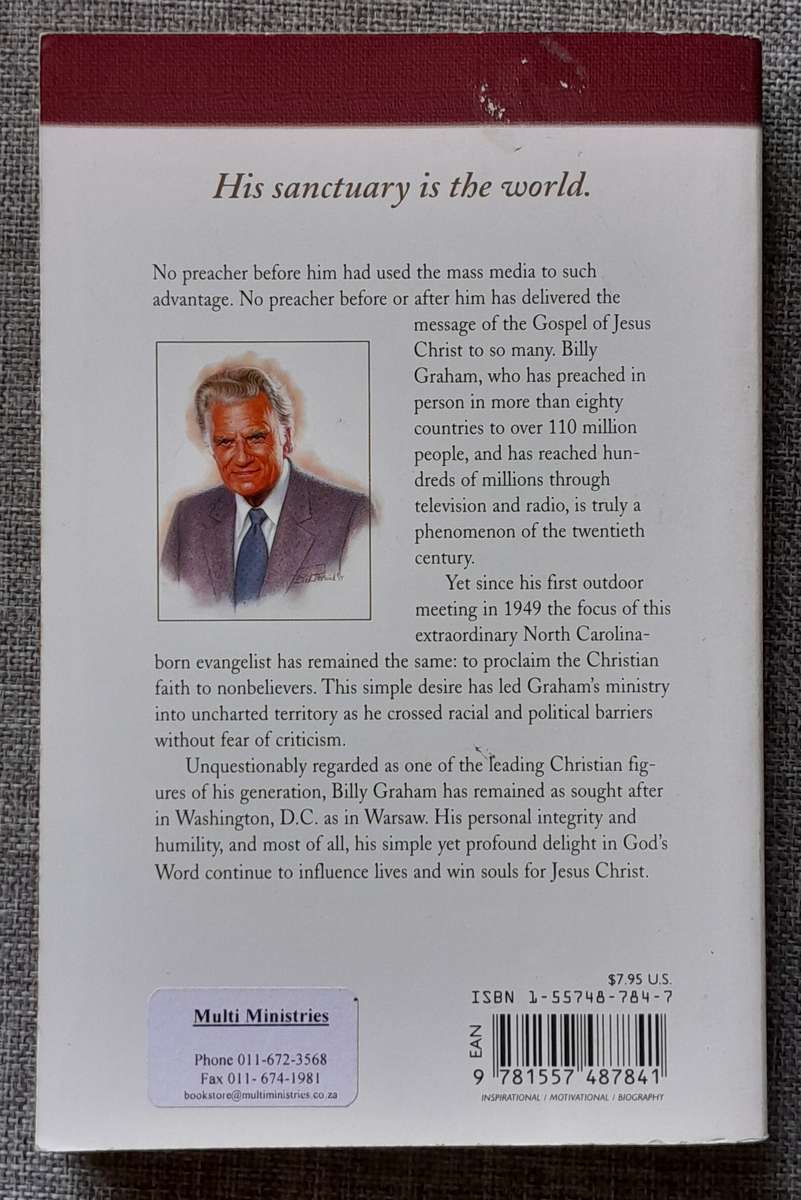 His sanctuary is the world.
No preacher before him had used the mass media to such
advantage. No preacher before or after him has delivered the
message of the Gospel of Jesus
Christ to so many. Billy
Graham, who has preached in
person in more than eighty
countries to over 110 million
people, and has reached hun-
dreds of millions through
television and radio, is truly a
phenomenon of the twentieth
century.
Yet since his first outdoor
meeting in 1949 the focus of this
extraordinary North Carolina-
born evangelist has remained the same: to proclaim the Christian
faith to nonbelievers. This simple desire has led Graham's ministry
into uncharted territory as he crossed racial and political barriers
without fear of criticism.
Unquestionably regarded as one of the leading Christian fig-
ures of his generation, Billy Graham has remained as sought after
in Washington, D.C. as in Warsaw. His personal integrity and
humility, and most of all, his simple yet profound delight in God's
Word continue to influence lives and win souls for Jesus Christ.
Multi Ministries
Phone 011-672-3568
Fax 011- 674-1981
bookstore@multiministries.co.za
$7.95 U.S.
ISBN 1-55748-784-7
EAN
9 781557 487841
INSPIRATIONAL / MOTIVATIONAL / BIOGRAPHY